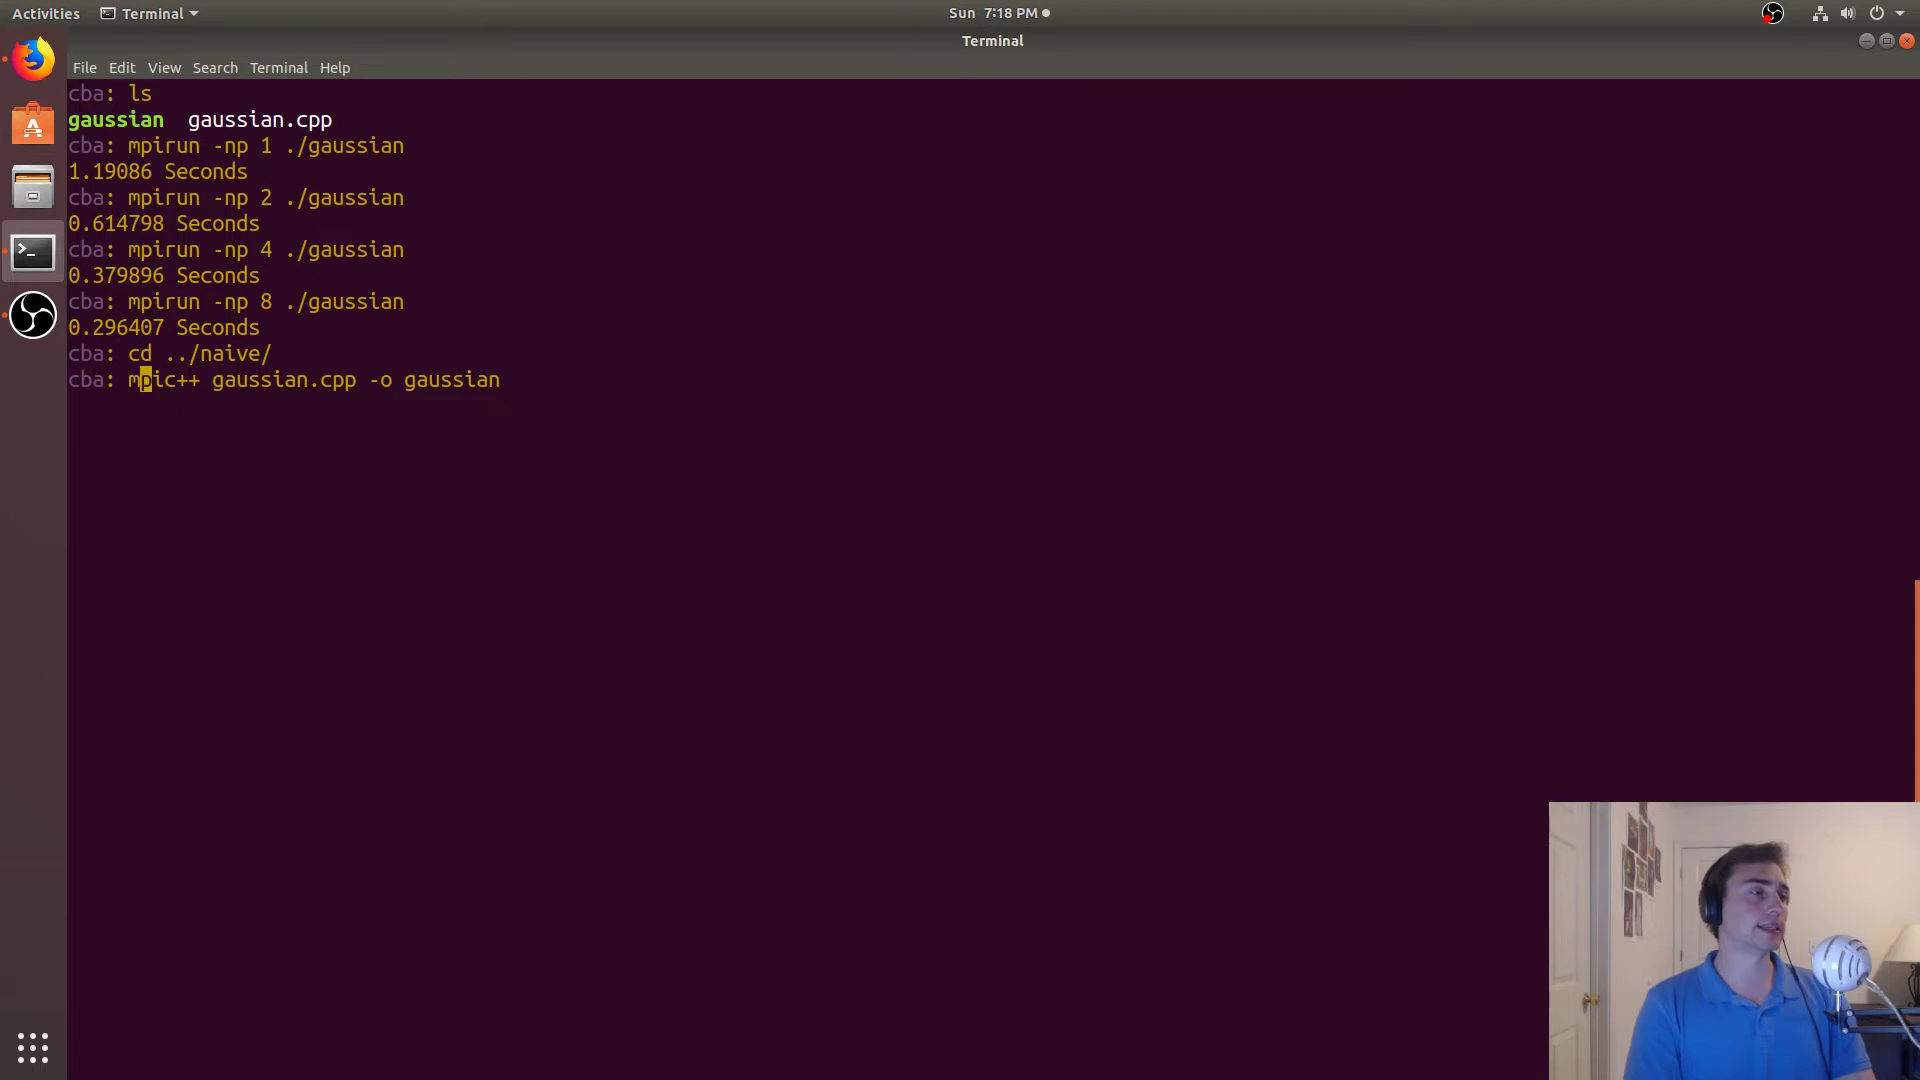 Activities
Terminal
Sun 7:18 PM
Terminal
File Edit View Search Terminal Help
cba: ls
gaussian gaussian.cpp
cba: mpirun -np 1 ./gaussian
1.19086 Seconds
cba: mpirun -np 2 ./gaussian
0.614798 Seconds
cba: mpirun -np 4 ./gaussian
0.379896 Seconds
cba: mpirun -np 8 ./gaussian
0.296407 Seconds
cba: cd ../naive/
cba: mpic++ gaussian.cpp -o gaussian